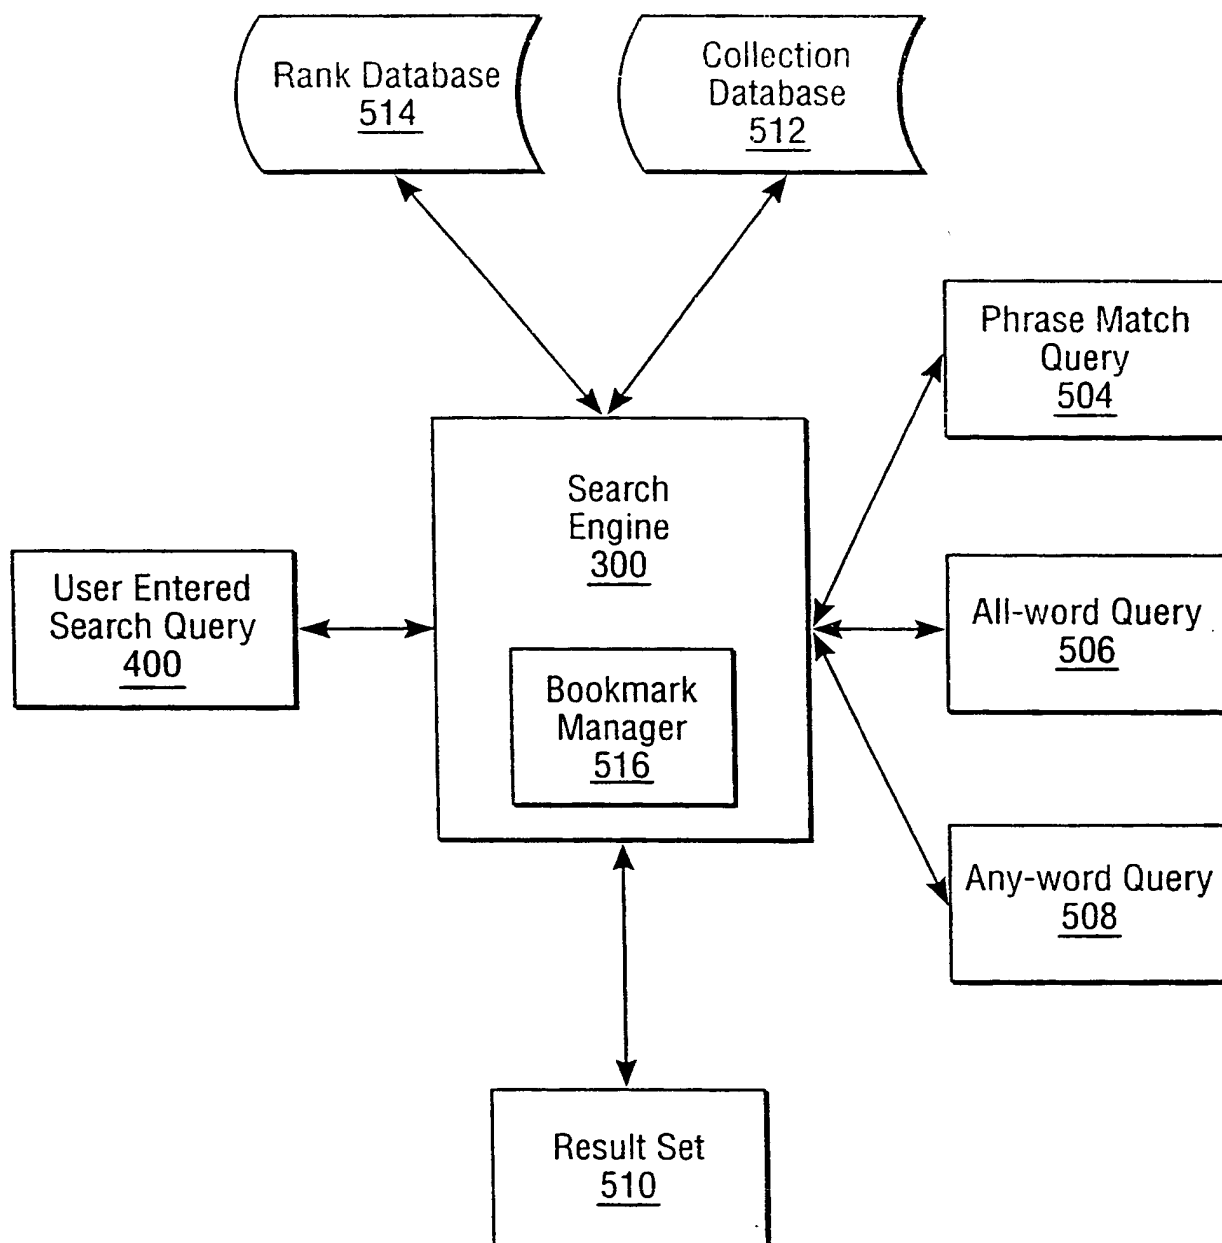 Rank Database
514
Collection
Database
512
Phrase Match
Query
504
Search
Engine
300
User Entered
Search Query
400
All-word Query
506
Bookmark
Manager
516
Any-word Query
508
Result Set
510